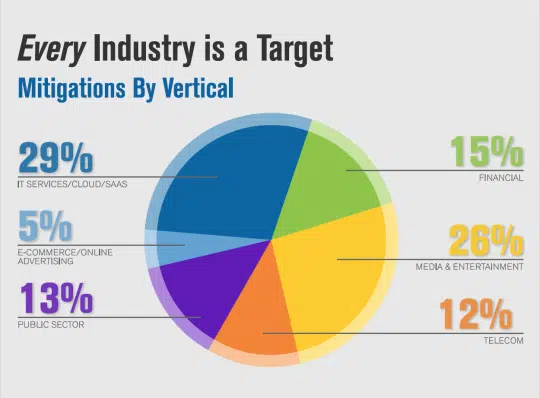 Every Industry is a Target
Mitigations By Vertical
29%
IT SERVICES/CLOUD/SAAS
5%
E-COMMERCE/ONLINE
ADVERTISING
13%
PUBLIC SECTOR
15%
FINANCIAL
26%
MEDIA & ENTERTAINMENT
12%
TELECOM